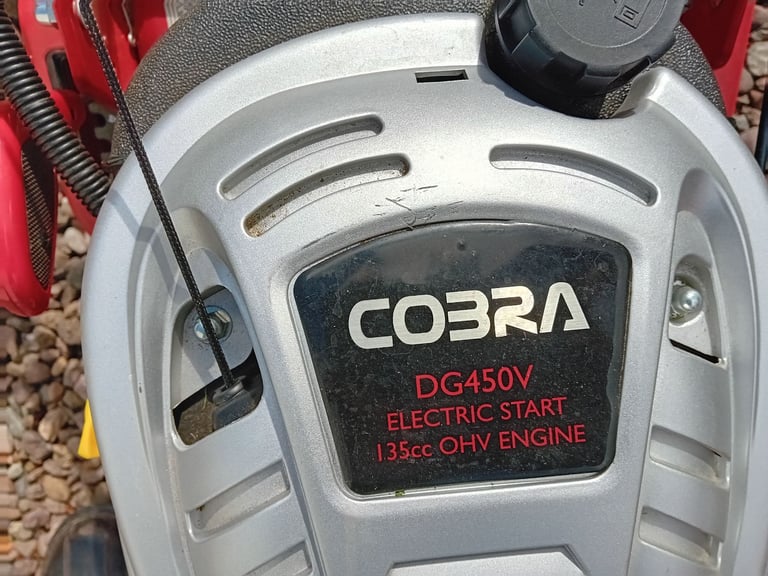 COBRA
DG450V
ELECTRIC START
135cc OHV ENGINE